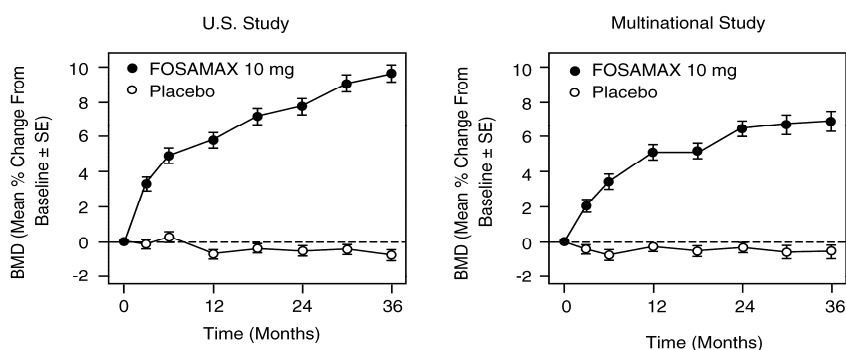 U.S. Study
BMD (Mean % Change From
Baseline ± SE)
10
8
6
4
2
0
-2
FOSAMAX 10 mg
Placebo
0
12
24
36
Time (Months)
Multinational Study
BMD (Mean % Change From
Baseline ± SE)
10
8
6
4
2
0
-2
FOSAMAX 10 mg
Placebo
0
12
24
36
Time (Months)